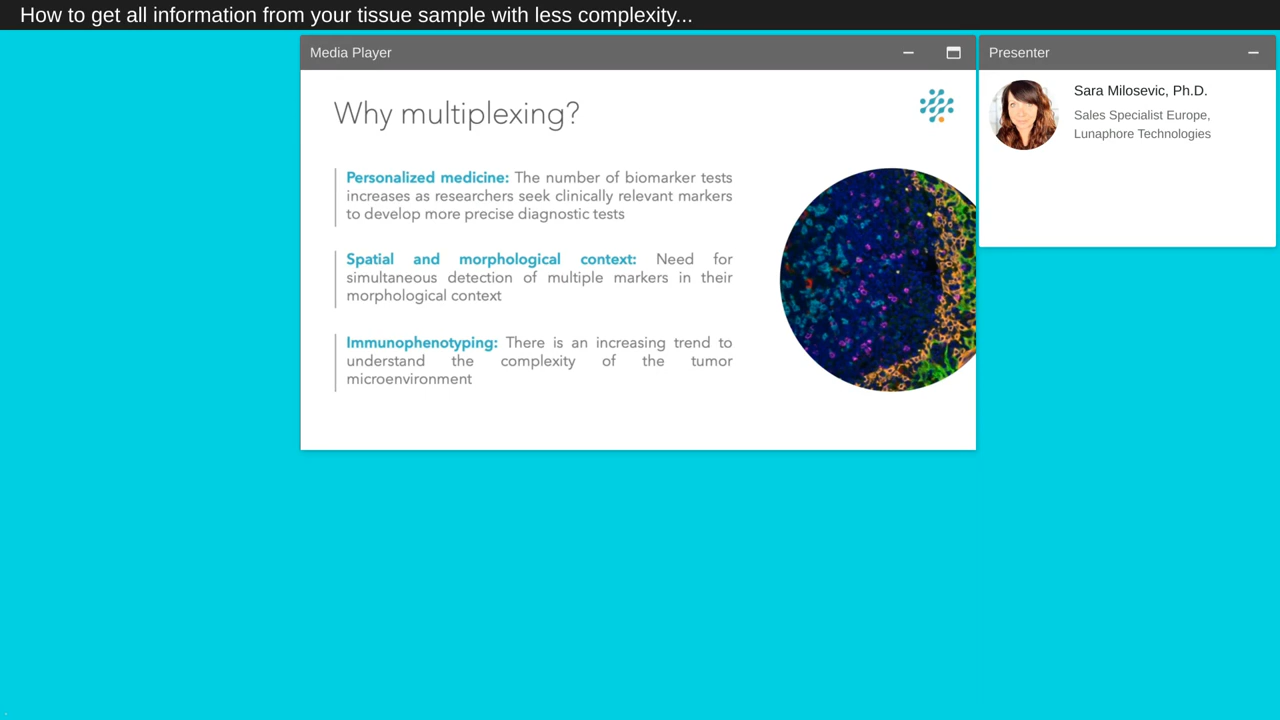 How to get all information from your tissue sample with less complexity...
Media Player
Presenter
Why multiplexing?
Personalized medicine: The number of biomarker tests
increases as researchers seek clinically relevant markers
to develop more precise diagnostic tests
Spatial and morphological context: Need for
simultaneous detection of multiple markers in their
morphological context
Immunophenotyping: There is an increasing trend to
understand the complexity of the tumor
microenvironment
Sara Milosevic, Ph.D.
Sales Specialist Europe,
Lunaphore Technologies